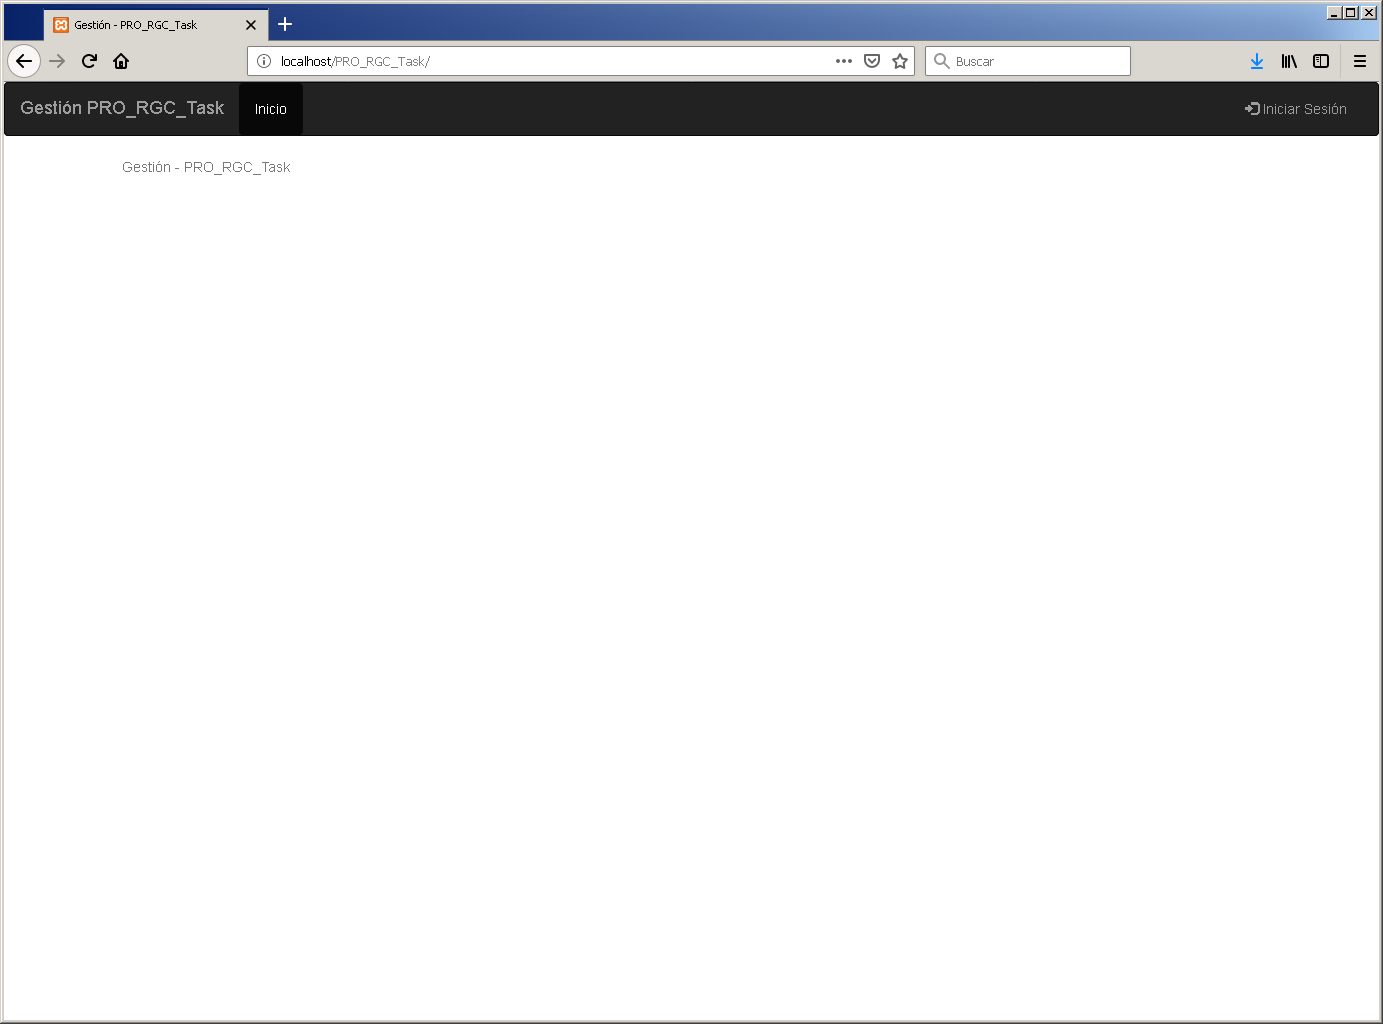 Gestión - PRO_RGC_Task
localhost/PRO_RGC_Task/
Buscar
Gestión PRO_RGC_Task
Inicio
Iniciar Sesión
Gestión - PRO_RGC_Task